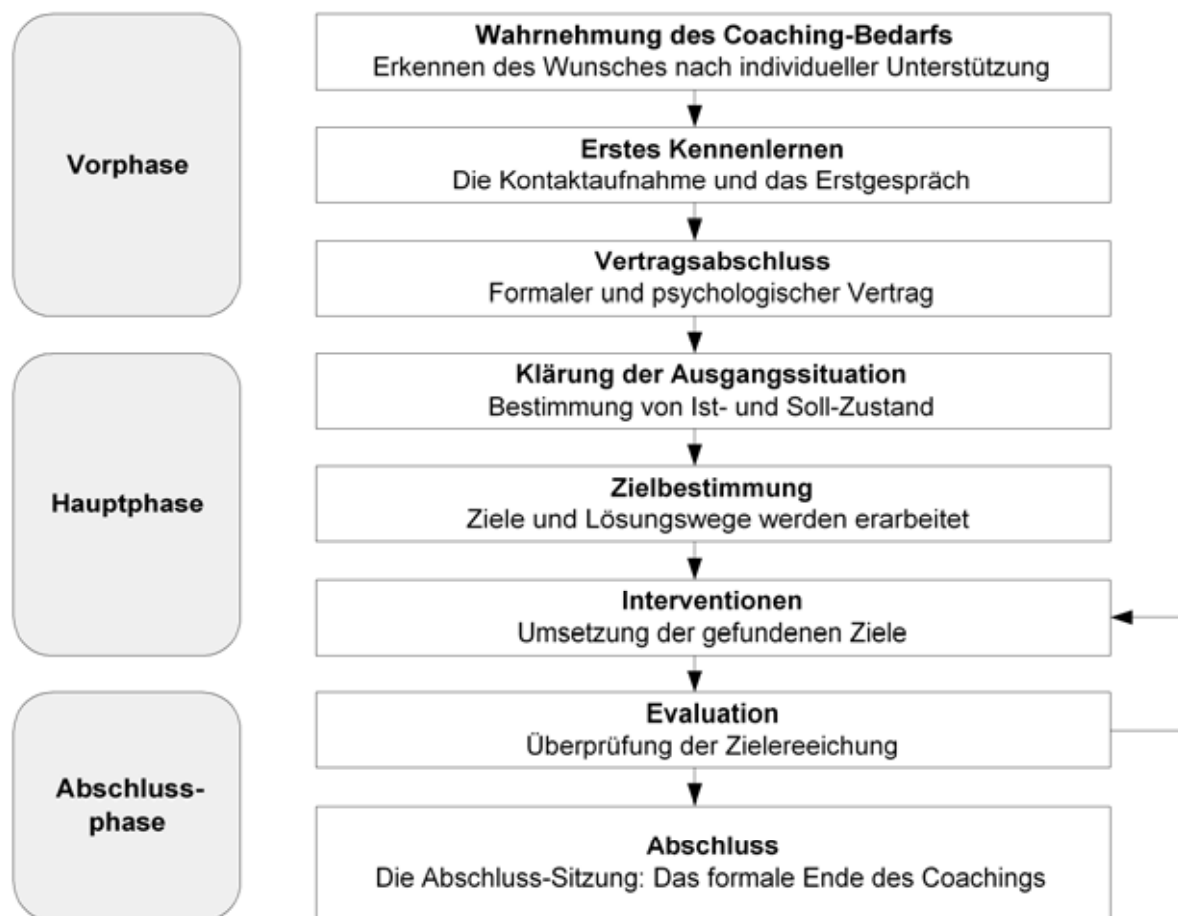 Vorphase
Wahrnehmung des Coaching-Bedarfs
Erkennen des Wunsches nach individueller Unterstützung
Erstes Kennenlernen
Die Kontaktaufnahme und das Erstgespräch
Vertragsabschluss
Formaler und psychologischer Vertrag
Hauptphase
Klärung der Ausgangssituation
Bestimmung von Ist- und Soll-Zustand
Zielbestimmung
Ziele und Lösungswege werden erarbeitet
Interventionen
Umsetzung der gefundenen Ziele
Abschluss-
phase
Evaluation
Überprüfung der Zielereeichung
Abschluss
Die Abschluss-Sitzung: Das formale Ende des Coachings